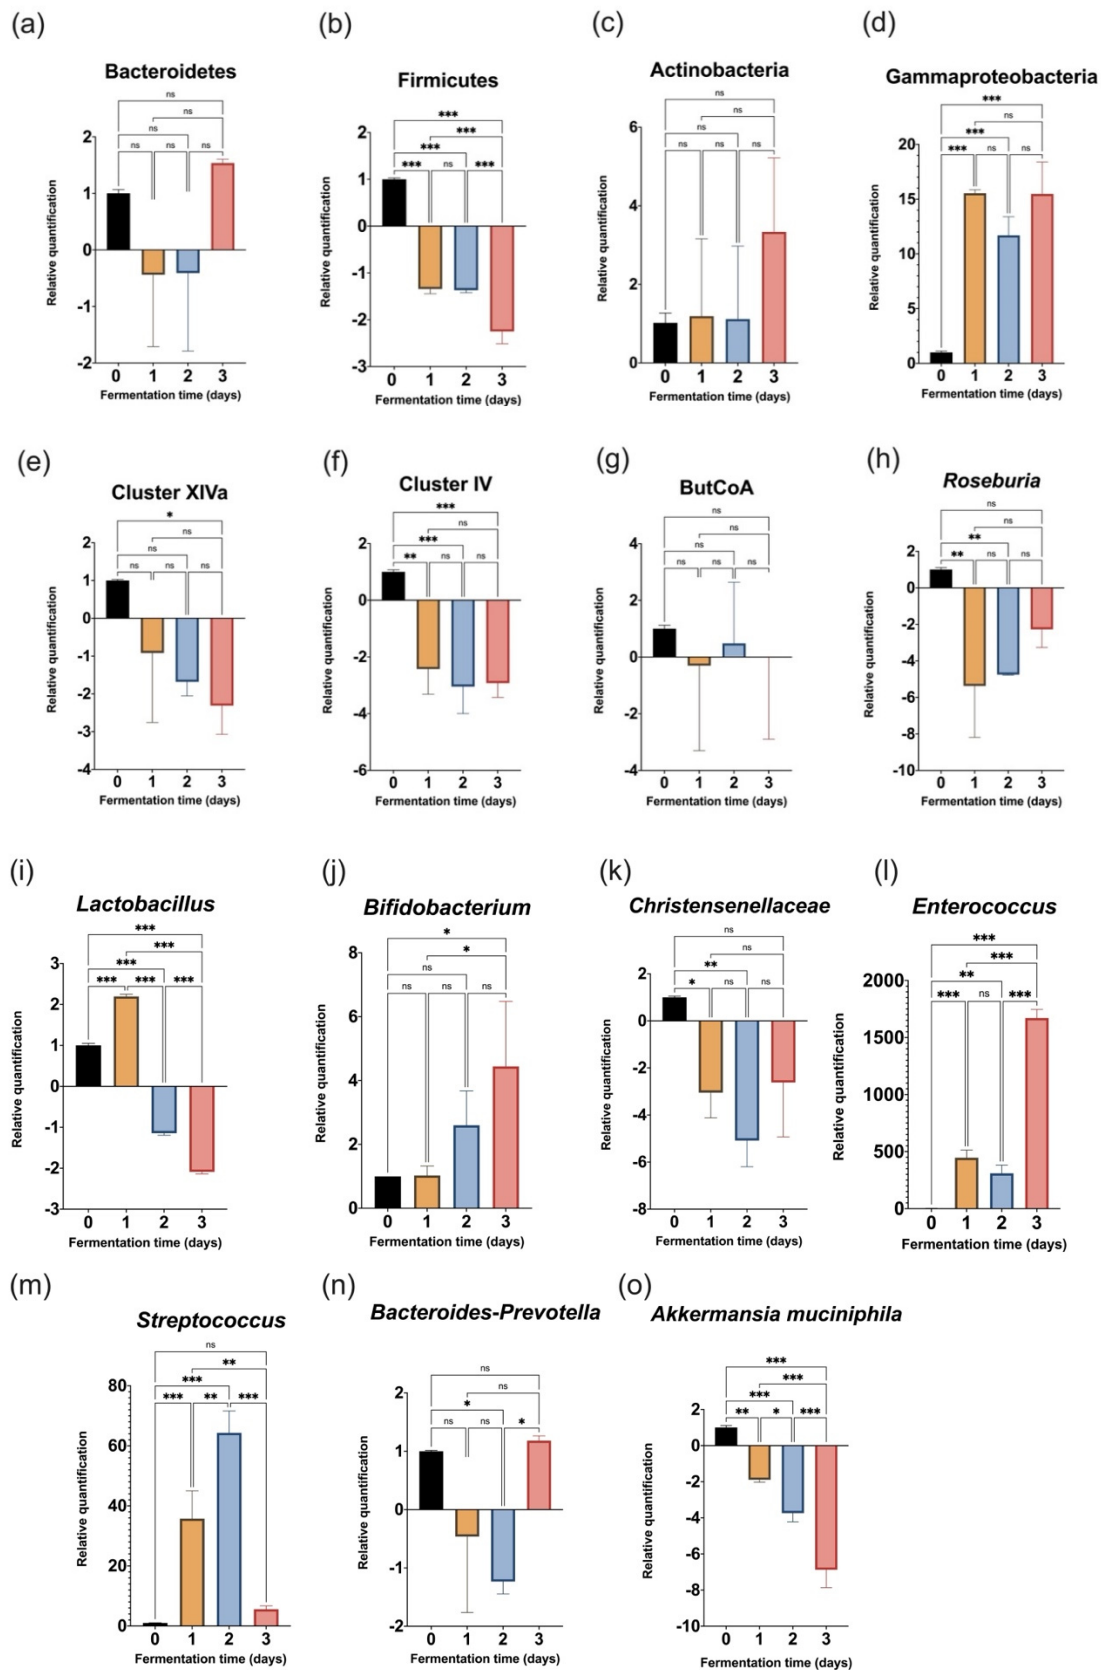 (a)
Bacteroidetes
ns
ns
ns
ns ns ns
Relative quantification
2
1
0
-1
-2
0 1 2 3
Fermentation time (days)
(b)
Firmicutes
***
***
***
*** ns ***
Relative quantification
2
1
0
-1
-2
-3
0 1 2 3
Fermentation time (days)
(c)
Actinobacteria
ns
ns
ns
ns ns ns
Relative quantification
6
4
2
0
0 1 2 3
Fermentation time (days)
(d)
Gammaproteobacteria
***
ns
***
*** ns ns
Relative quantification
20
15
10
5
0
0 1 2 3
Fermentation time (days)
(e)
Cluster XIVa
*
ns
ns
ns ns ns
Relative quantification
2
1
0
-1
-2
-3
-4
0 1 2 3
Fermentation time (days)
(f)
Cluster IV
***
ns
***
** ns ns
Relative quantification
2
0
-2
-4
-6
0 1 2 3
Fermentation time (days)
(g)
ButCoA
ns
ns
ns
ns ns ns
Relative quantification
4
2
0
-2
-4
0 1 2 3
Fermentation time (days)
(h)
Roseburia
ns
ns
**
** ns ns
Relative quantification
2
0
-2
-4
-6
-8
-10
0 1 2 3
Fermentation time (days)
(i)
Lactobacillus
***
***
***
*** *** ***
Relative quantification
3
2
1
0
-1
-2
-3
0 1 2 3
Fermentation time (days)
(j)
Bifidobacterium
*
*
ns
ns ns ns
Relative quantification
8
6
4
2
0
0 1 2 3
Fermentation time (days)
(k)
Christensenellaceae
ns
ns
**
* ns ns
Relative quantification
2
0
-2
-4
-6
-8
0 1 2 3
Fermentation time (days)
(l)
Enterococcus
***
***
**
*** ns ***
Relative quantification
2000
1500
1000
500
0
0 1 2 3
Fermentation time (days)
(m)
Streptococcus
ns
**
***
*** ** ***
Relative quantification
80
60
40
20
0
0 1 2 3
Fermentation time (days)
(n)
Bacteroides-Prevotella
ns
ns
*
ns ns *
Relative quantification
2
1
0
-1
-2
0 1 2 3
Fermentation time (days)
(o)
Akkermansia muciniphila
***
***
***
** * ***
Relative quantification
2
0
-2
-4
-6
-8
-10
0 1 2 3
Fermentation time (days)